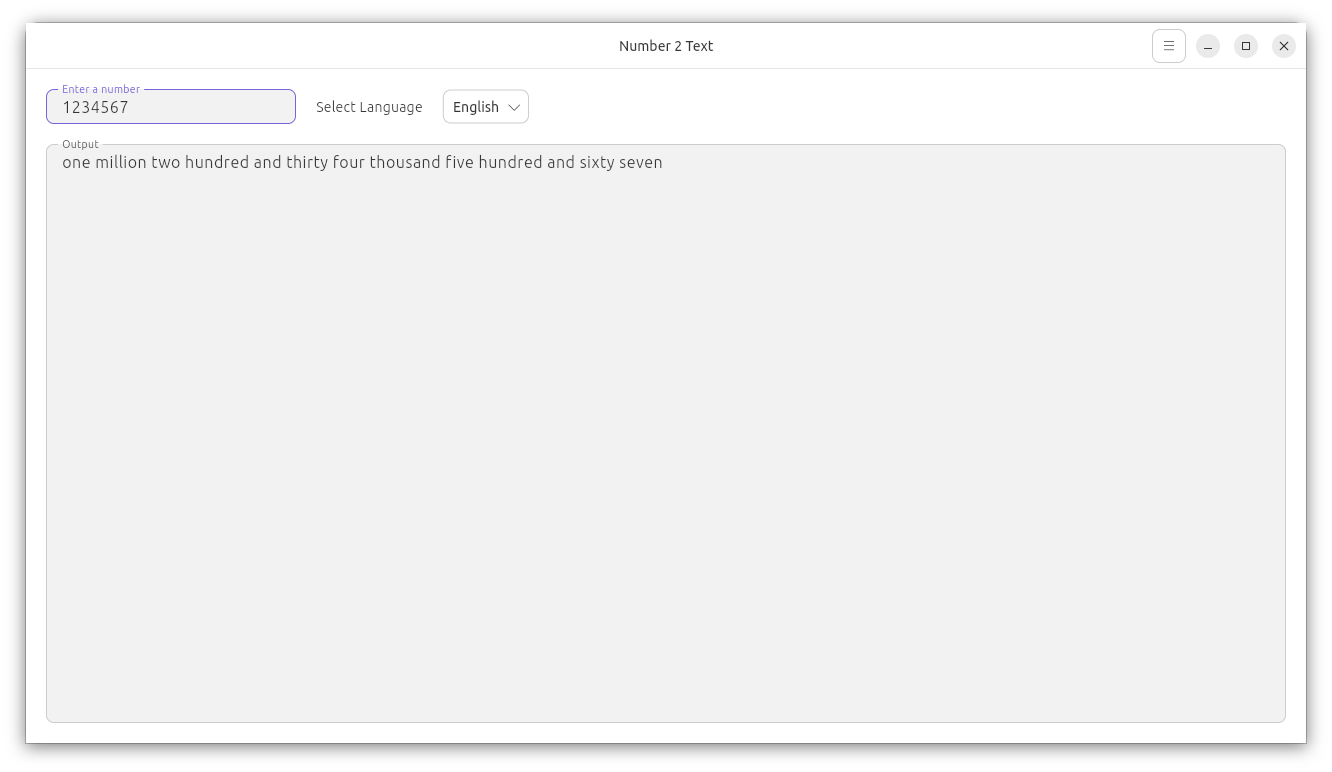 Number 2 Text
Enter a number
1234567
Select Language
English
Output
one million two hundred and thirty four thousand five hundred and sixty seven